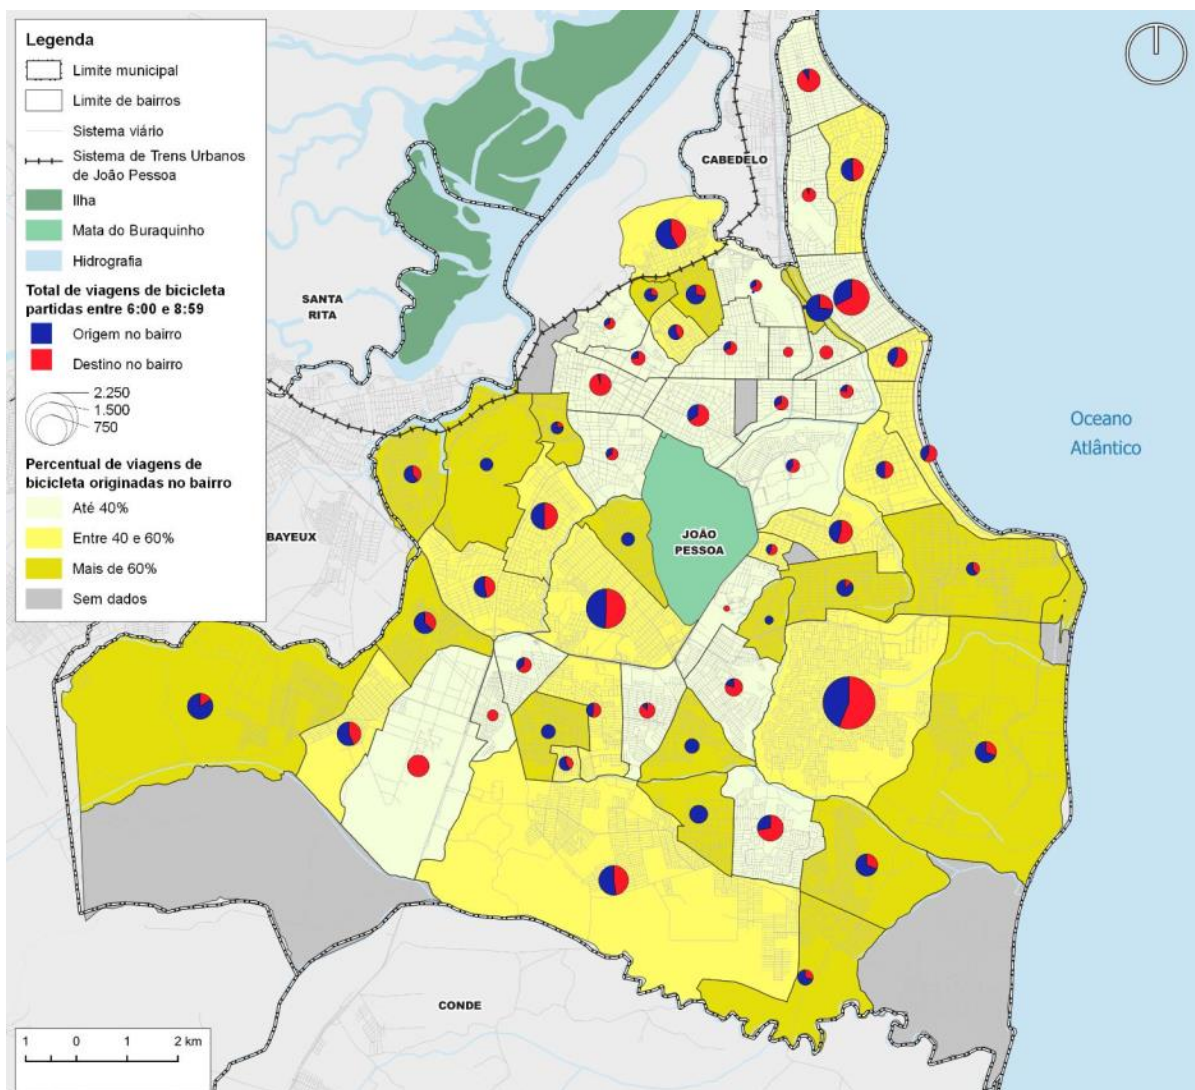 Legenda
Limite municipal
Limite de bairros
Sistema viário
Sistema de Trens Urbanos
de João Pessoa
Ilha
Mata do Buraquinho
Hidrografia
Total de viagens de bicicleta
partidas entre 6:00 e 8:59
Origem no bairro
Destino no bairro
2.250
1.500
750
Percentual de viagens de
bicicleta originadas no bairro
Até 40%
Entre 40 e 60%
Mais de 60%
Sem dados
CABEDELO
SANTA
RITA
Oceano
Atlântico
BAYEUX
JOÃO
PESSOA
CONDE
1 0 1 2 km